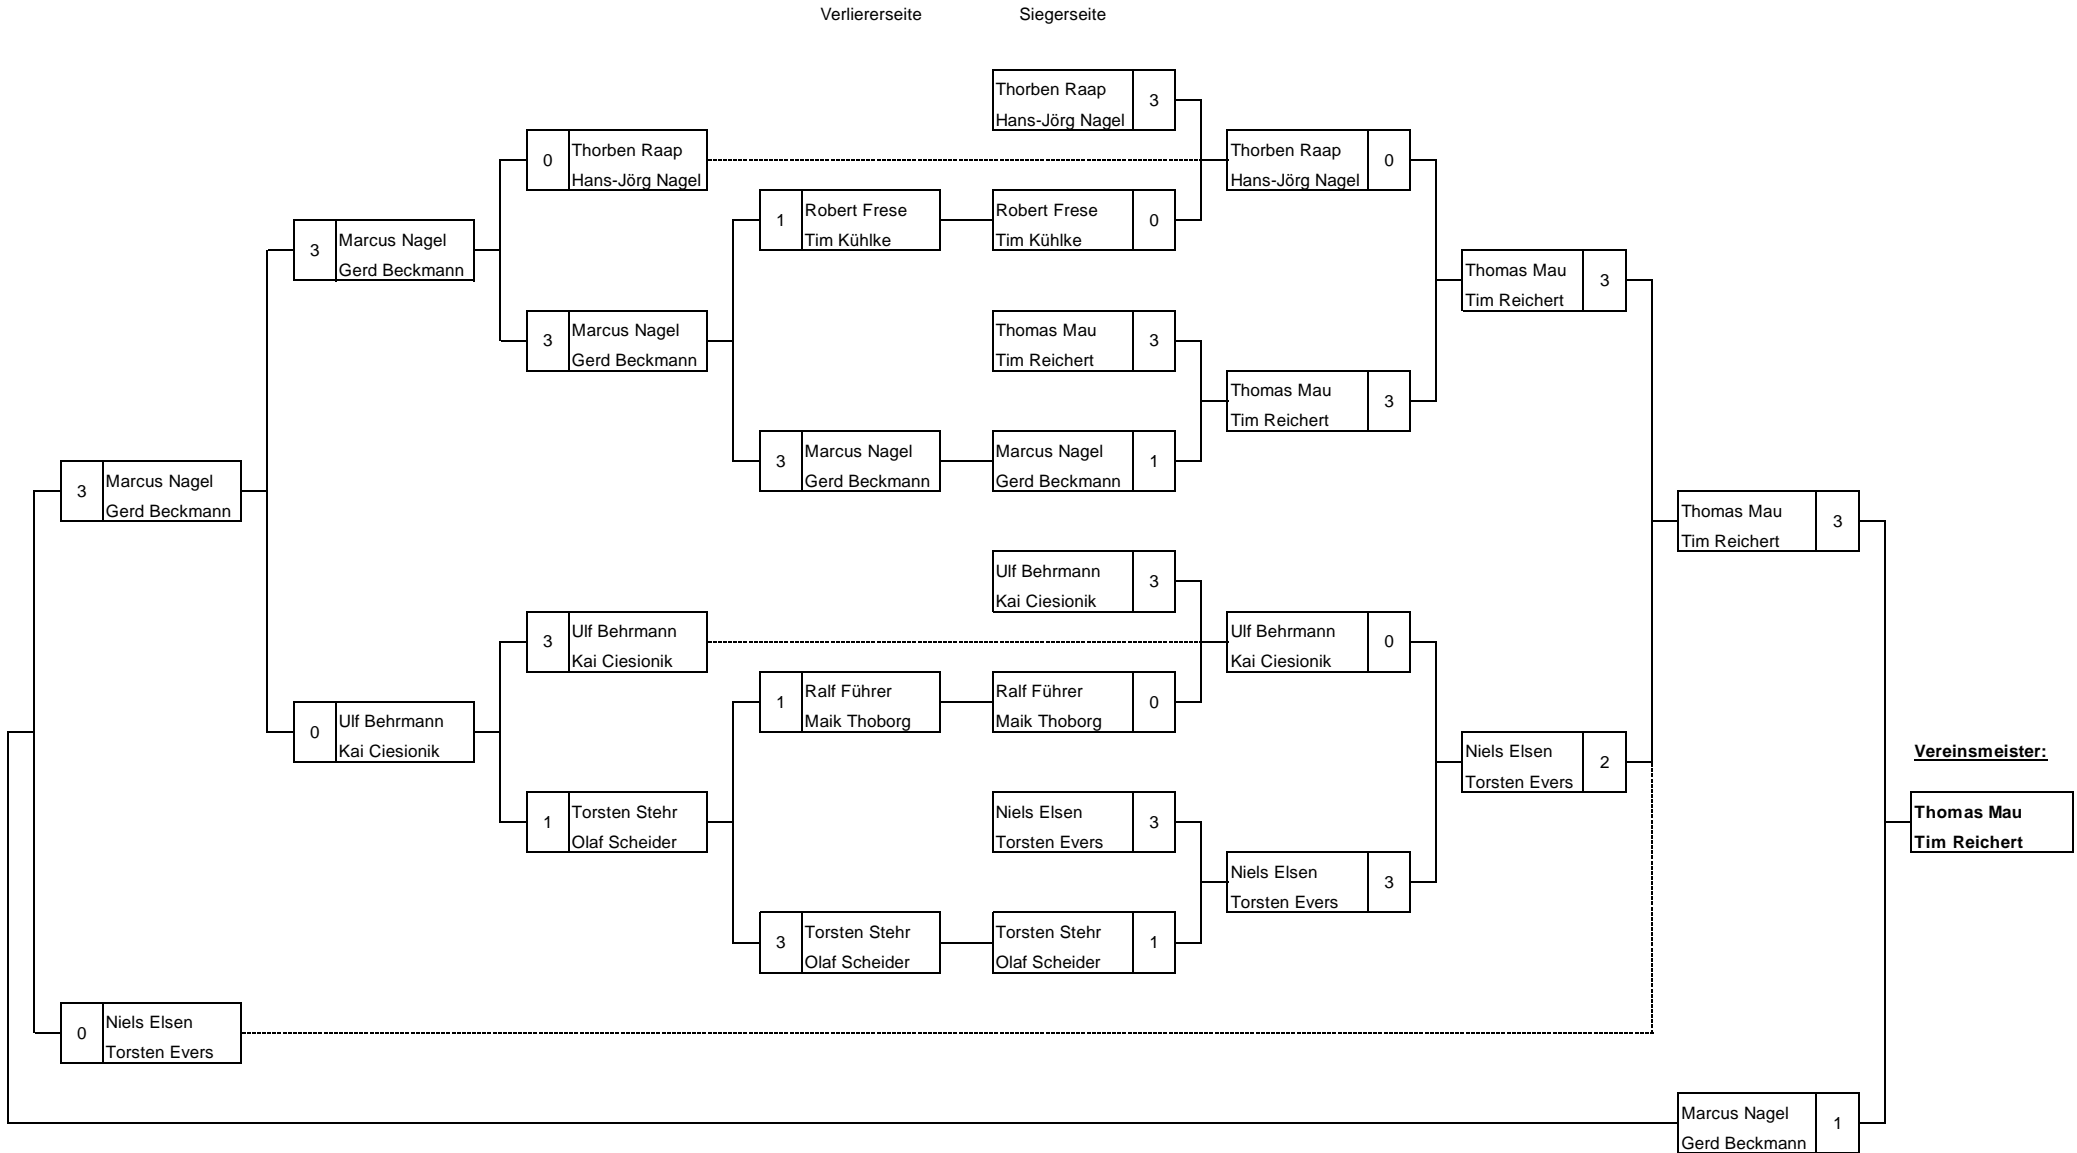 Verliererseite Siegerseite
Thorben Raap 3
Hans-Jörg Nagel
0 Thorben Raap
Hans-Jörg Nagel
Thorben Raap 0
Hans-Jörg Nagel
1 Robert Frese
Tim Kühlke
Robert Frese 0
Tim Kühlke
3 Marcus Nagel
Gerd Beckmann
Thomas Mau 3
Tim Reichert
3 Marcus Nagel
Gerd Beckmann
Thomas Mau 3
Tim Reichert
Thomas Mau 3
Tim Reichert
3 Marcus Nagel
Gerd Beckmann
Marcus Nagel 1
Gerd Beckmann
3 Marcus Nagel
Gerd Beckmann
Thomas Mau 3
Tim Reichert
Ulf Behrmann 3
Kai Ciesionik
3 Ulf Behrmann
Kai Ciesionik
Ulf Behrmann 0
Kai Ciesionik
1 Ralf Führer
Maik Thoborg
Ralf Führer 0
Maik Thoborg
0 Ulf Behrmann
Kai Ciesionik
Niels Elsen 2
Torsten Evers
Vereinsmeister:
1 Torsten Stehr
Olaf Scheider
Niels Elsen 3
Torsten Evers
Thomas Mau
Tim Reichert
Niels Elsen 3
Torsten Evers
3 Torsten Stehr
Olaf Scheider
Torsten Stehr 1
Olaf Scheider
0 Niels Elsen
Torsten Evers
Marcus Nagel 1
Gerd Beckmann